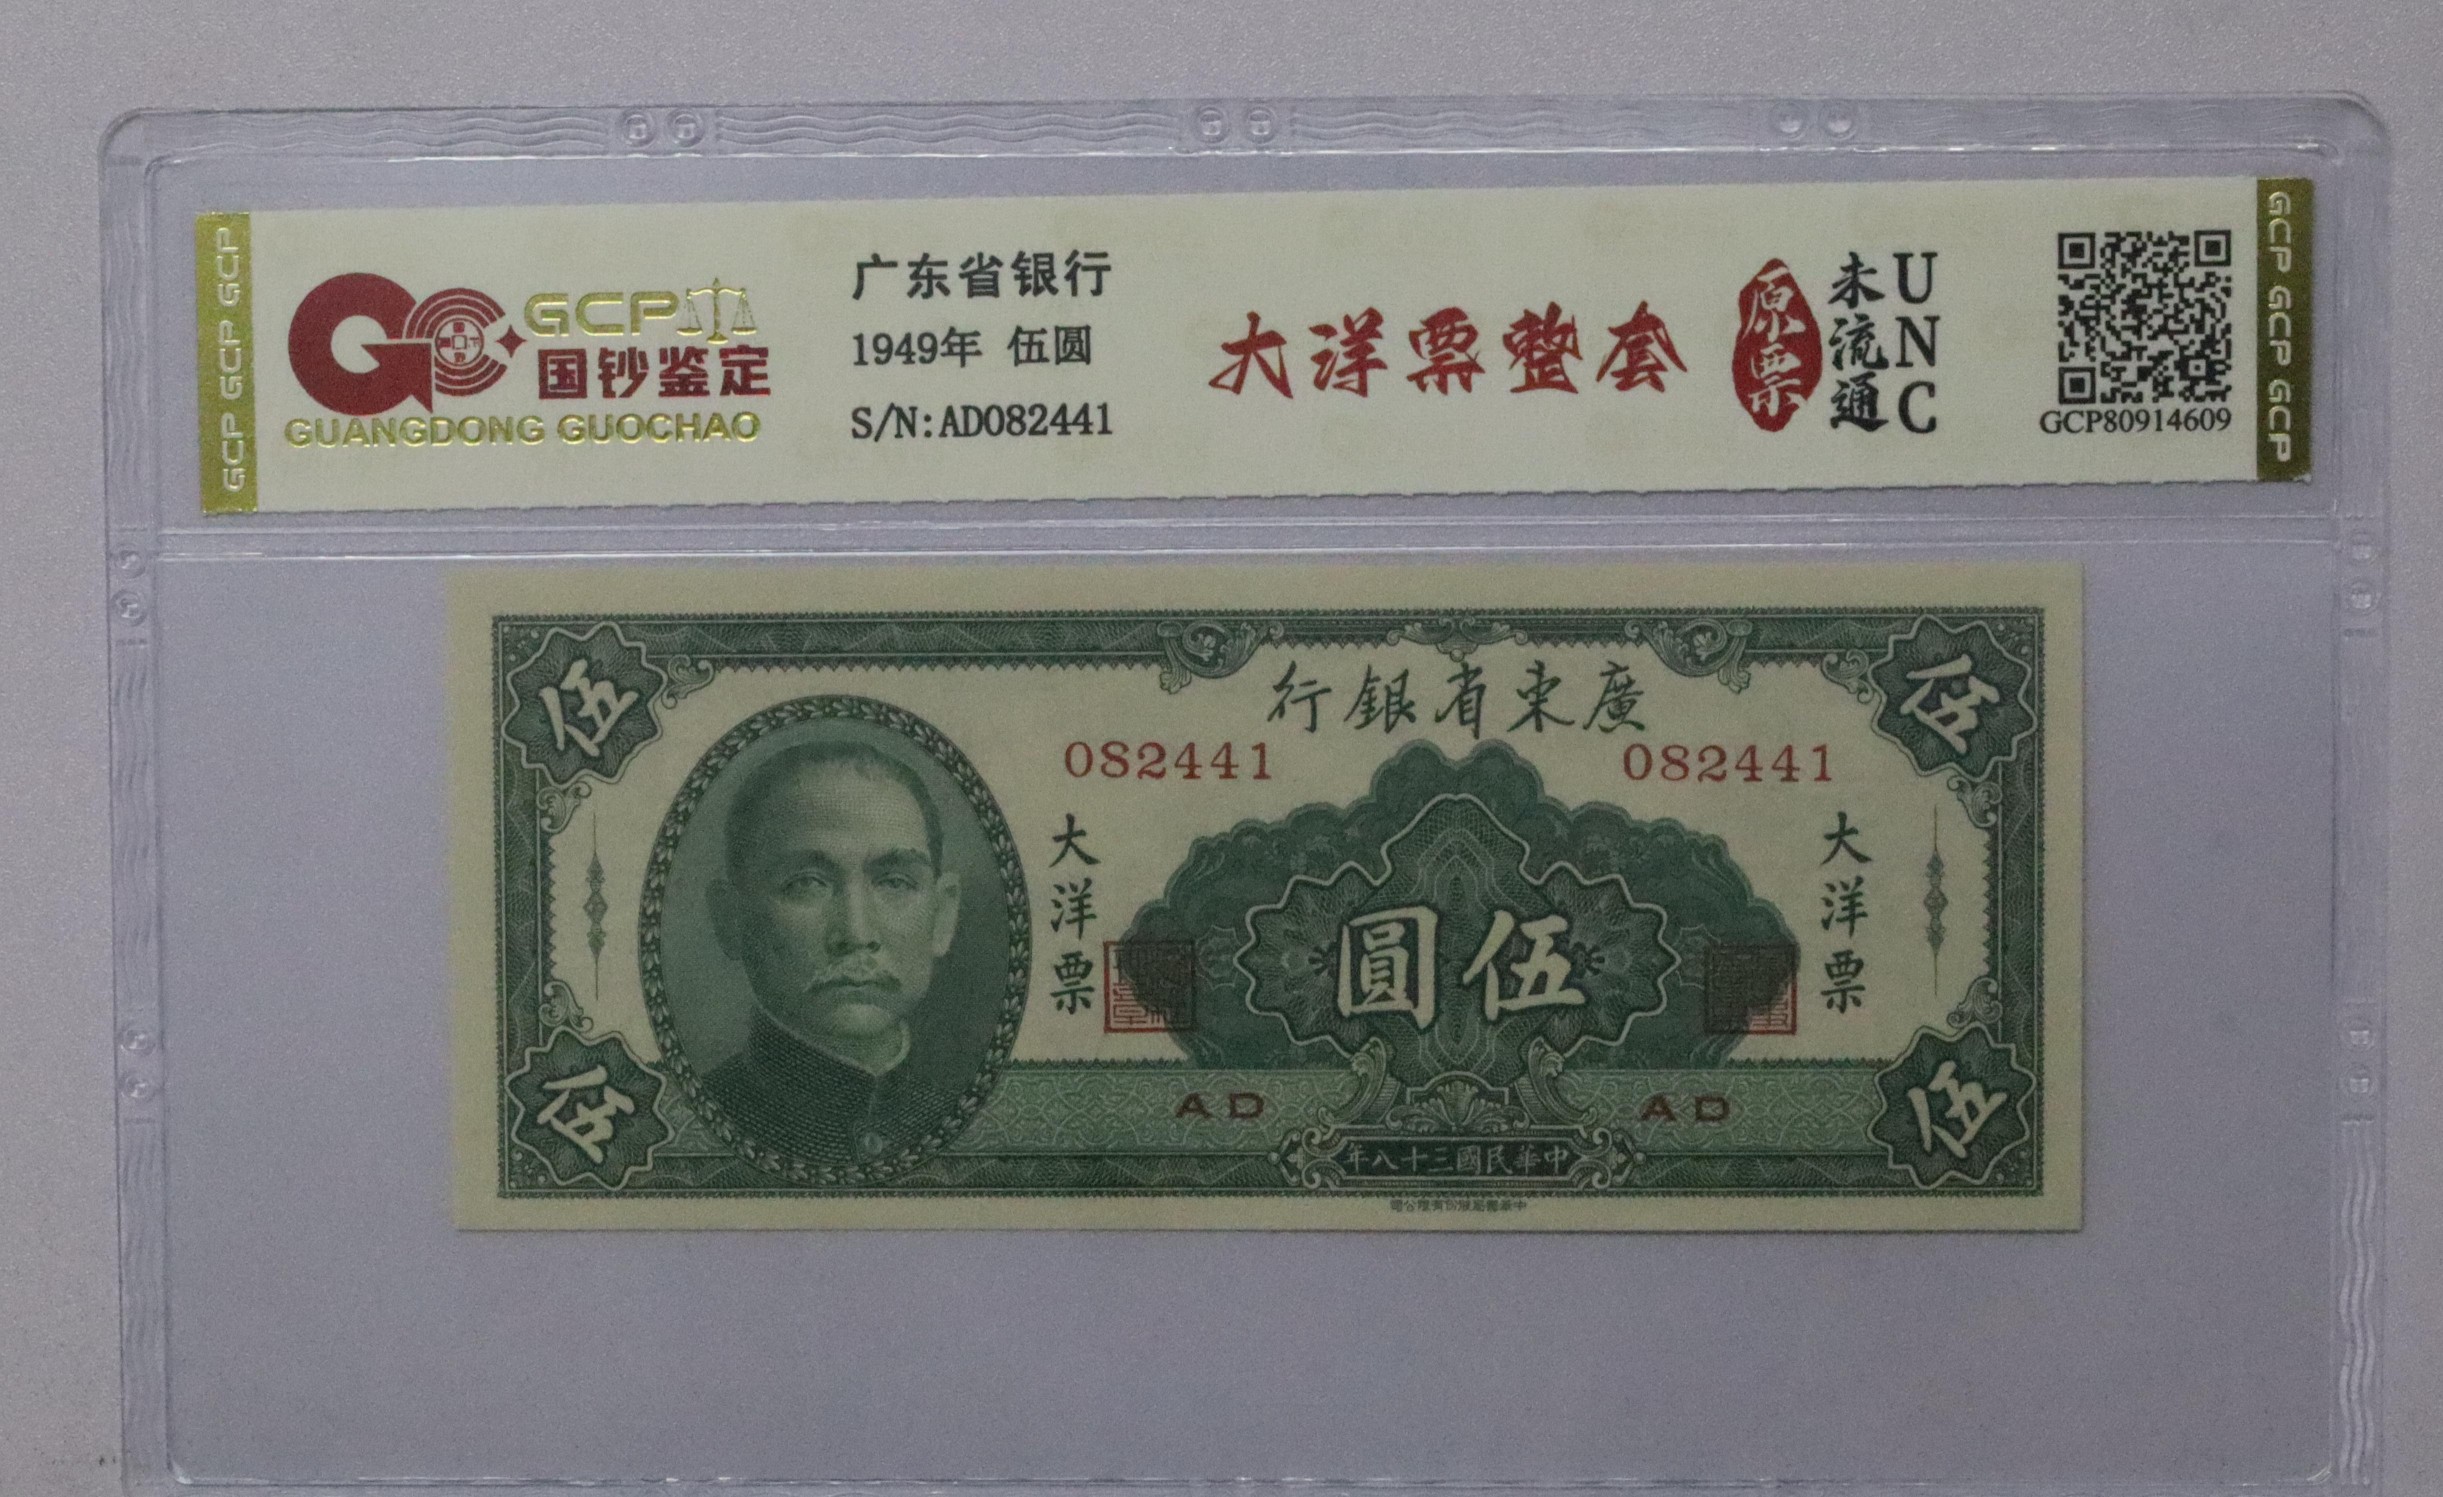 GCP GCP GCP
GCP
国钞鉴定
GUANGDONG GUOCHAO
广东省银行
1949年 伍圆
S/N:AD082441
大洋票整套
原票
未流通
UNC
GCP80914609
GCP GCP GCP
伍
伍
廣東省銀行
082441
082441
大洋票
大洋票
伍圓
AD
AD
伍
伍
中華民國三十八年